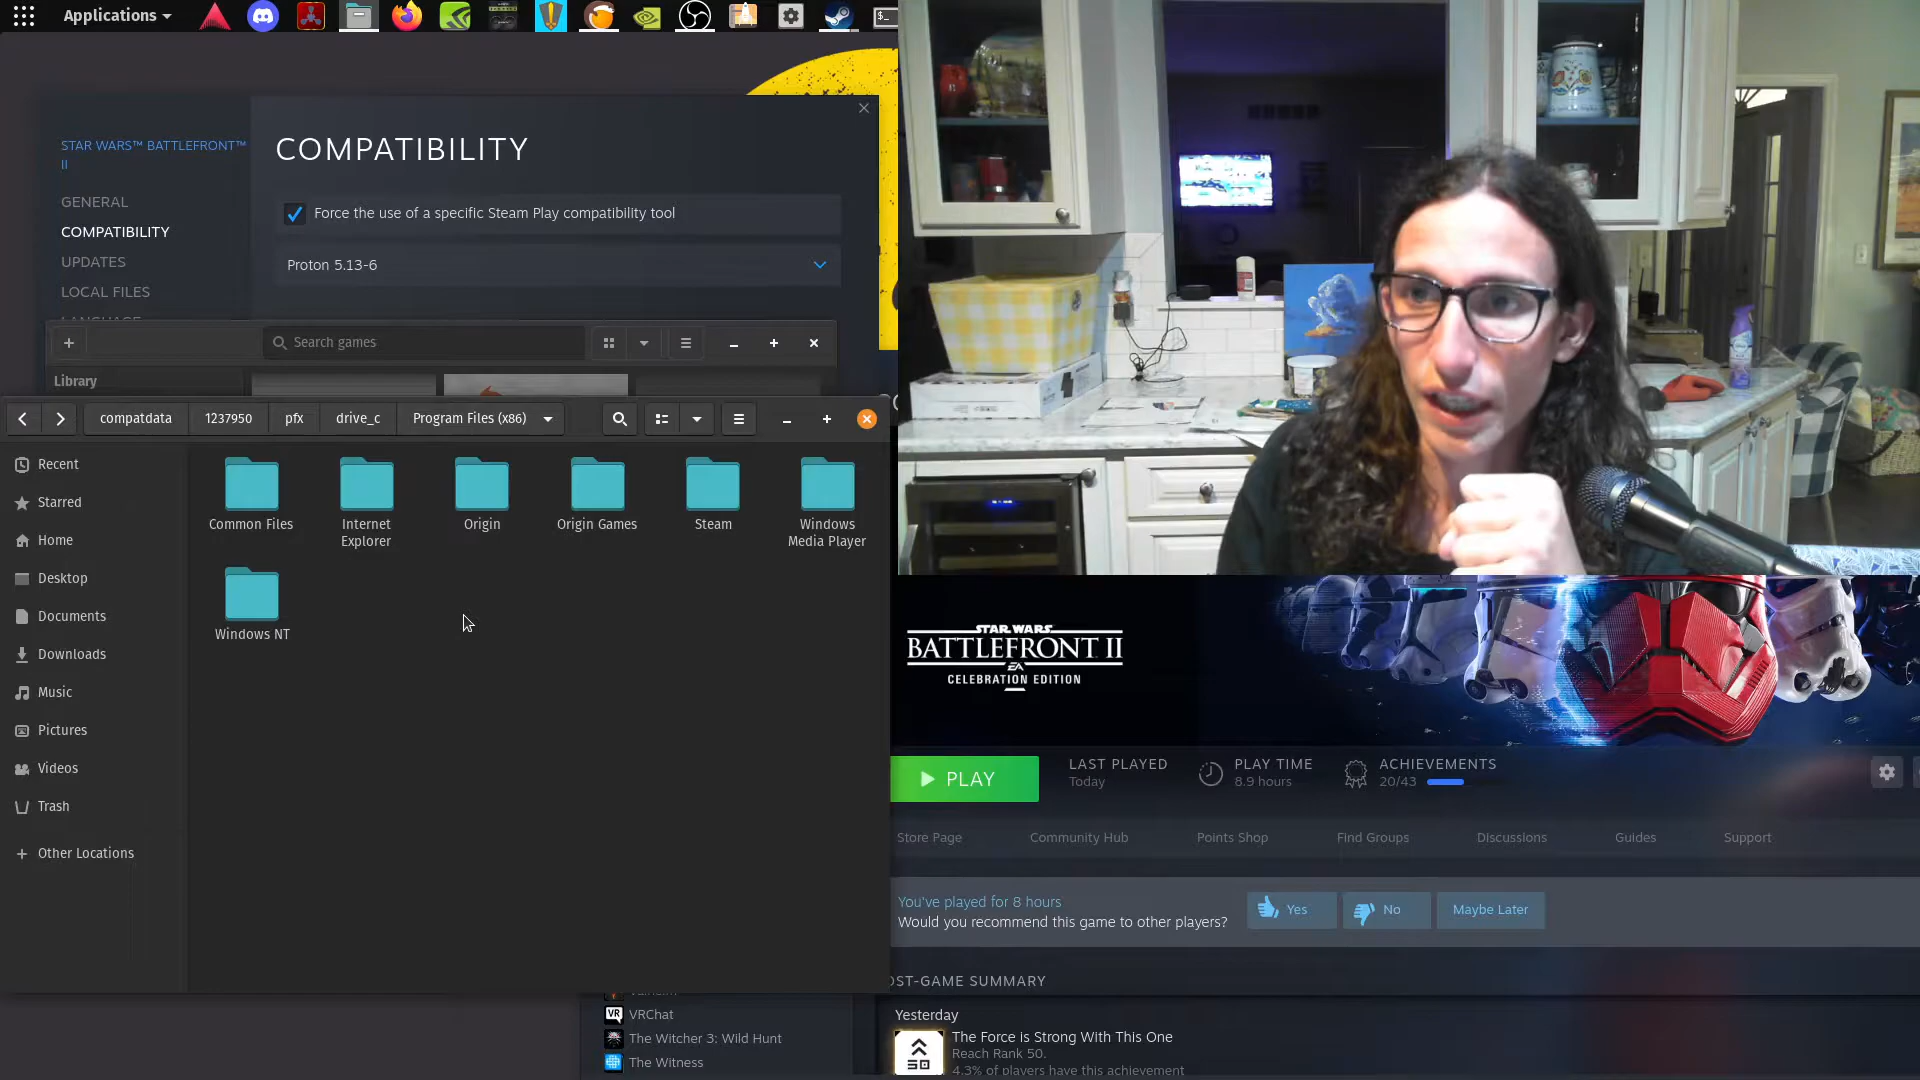 Applications
STAR WARS™ BATTLEFRONT™
II
GENERAL
COMPATIBILITY
UPDATES
LOCAL FILES
COMPATIBILITY
Force the use of a specific Steam Play compatibility tool
Proton 5.13-6
Search games
Library
compatdata
1237950
pfx
drive_c
Program Files (x86)
Recent
Starred
Home
Desktop
Documents
Downloads
Music
Pictures
Videos
Trash
Other Locations
Common Files
Internet
Explorer
Origin
Origin Games
Steam
Windows
Media Player
Windows NT
STAR WARS
BATTLEFRONT II
EA
CELEBRATION EDITION
PLAY
LAST PLAYED
Today
PLAY TIME
8.9 hours
ACHIEVEMENTS
20/43
Store Page
Community Hub
Points Shop
Find Groups
Discussions
Guides
Support
You've played for 8 hours
Would you recommend this game to other players?
Yes
No
Maybe Later
OST-GAME SUMMARY
Yesterday
50
The Force is Strong With This One
Reach Rank 50.
4.3% of players have this achievement
VR
VRChat
The Witcher 3: Wild Hunt
The Witness